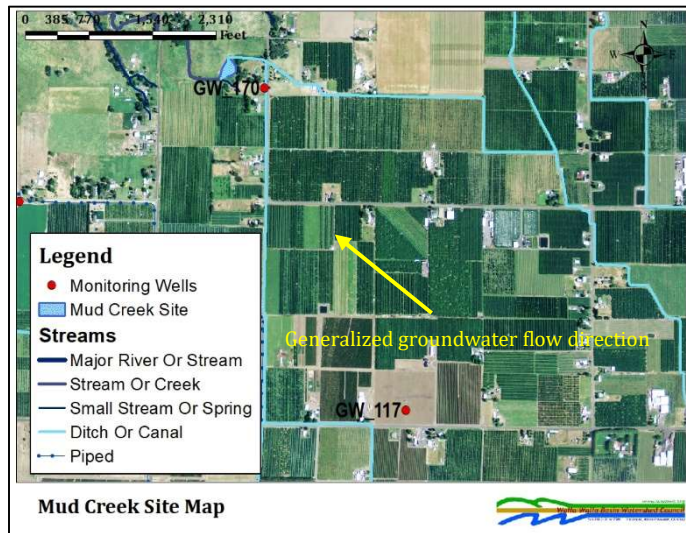 0 385 770 1,540 2,310
Feet
N
W E
S
GW_170
Generalized groundwater flow direction
GW_117
Legend
Monitoring Wells
Mud Creek Site
Streams
Major River Or Stream
Stream Or Creek
Small Stream Or Spring
Ditch Or Canal
Piped
Mud Creek Site Map
Walla Walla Basin Watershed Council